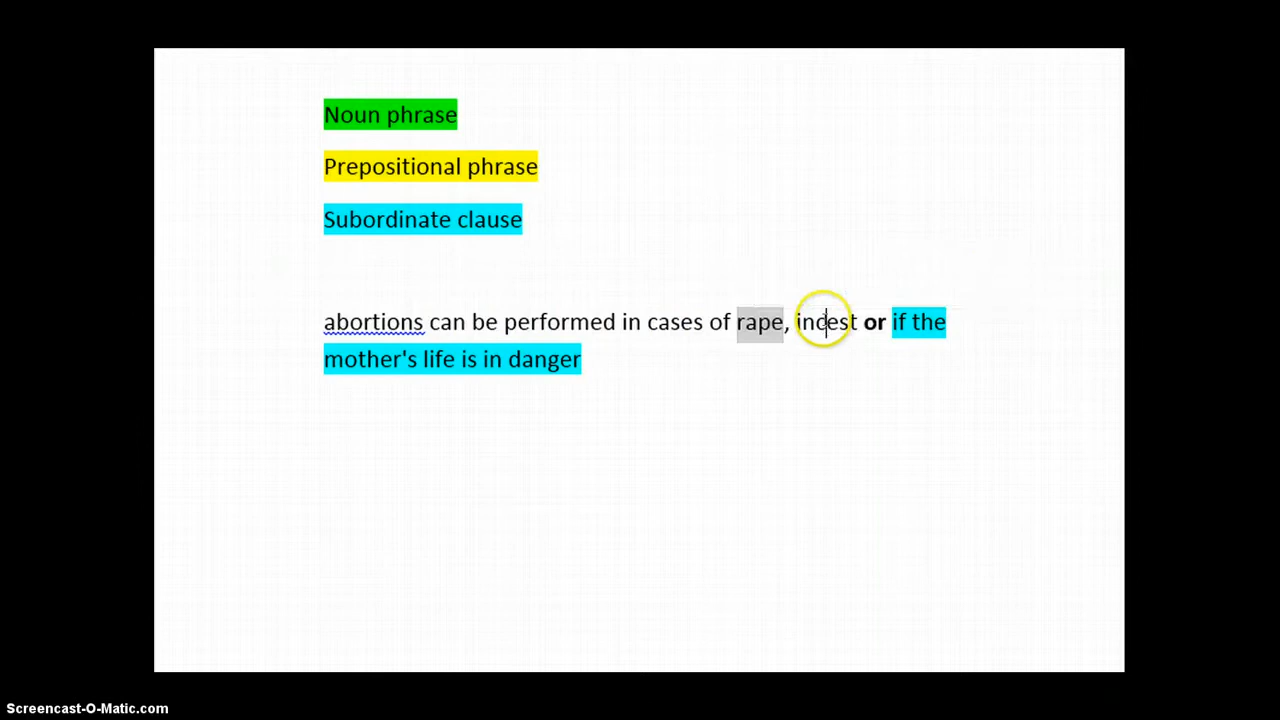 Noun phrase
Prepositional phrase
Subordinate clause
abortions can be performed in cases of rape, incest or if the
mother's life is in danger
Screencast-O-Matic.com